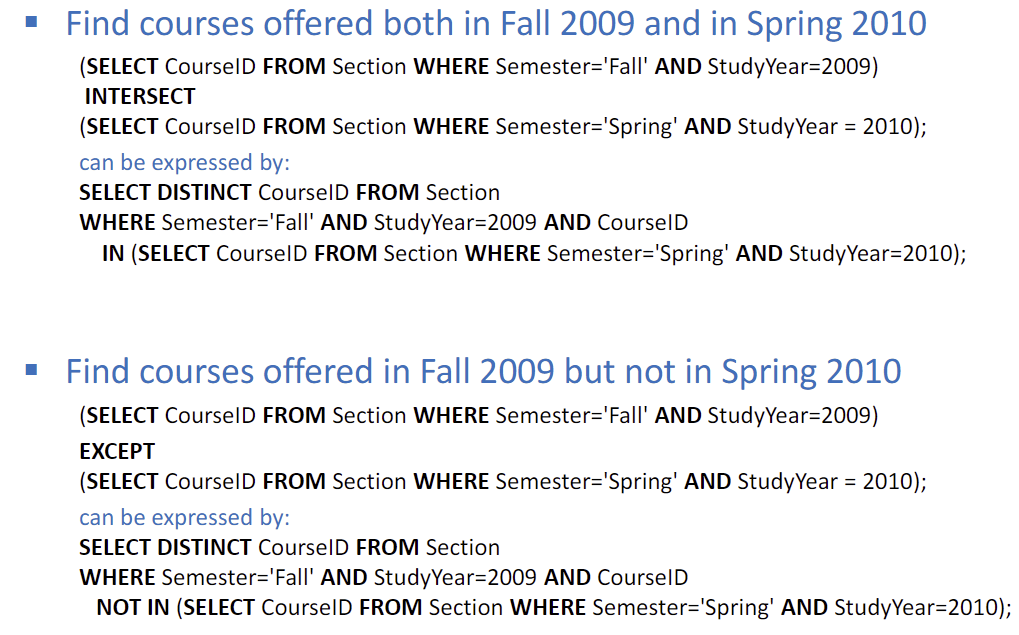 ▪ Find courses offered both in Fall 2009 and in Spring 2010
(SELECT CourseID FROM Section WHERE Semester='Fall' AND StudyYear=2009)
INTERSECT
(SELECT CourseID FROM Section WHERE Semester='Spring' AND StudyYear = 2010);
can be expressed by:
SELECT DISTINCT CourseID FROM Section
WHERE Semester='Fall' AND StudyYear=2009 AND CourseID
IN (SELECT CourseID FROM Section WHERE Semester='Spring' AND StudyYear=2010);
▪ Find courses offered in Fall 2009 but not in Spring 2010
(SELECT CourseID FROM Section WHERE Semester='Fall' AND StudyYear=2009)
EXCEPT
(SELECT CourseID FROM Section WHERE Semester='Spring' AND StudyYear = 2010);
can be expressed by:
SELECT DISTINCT CourseID FROM Section
WHERE Semester='Fall' AND StudyYear=2009 AND CourseID
NOT IN (SELECT CourseID FROM Section WHERE Semester='Spring' AND StudyYear=2010);